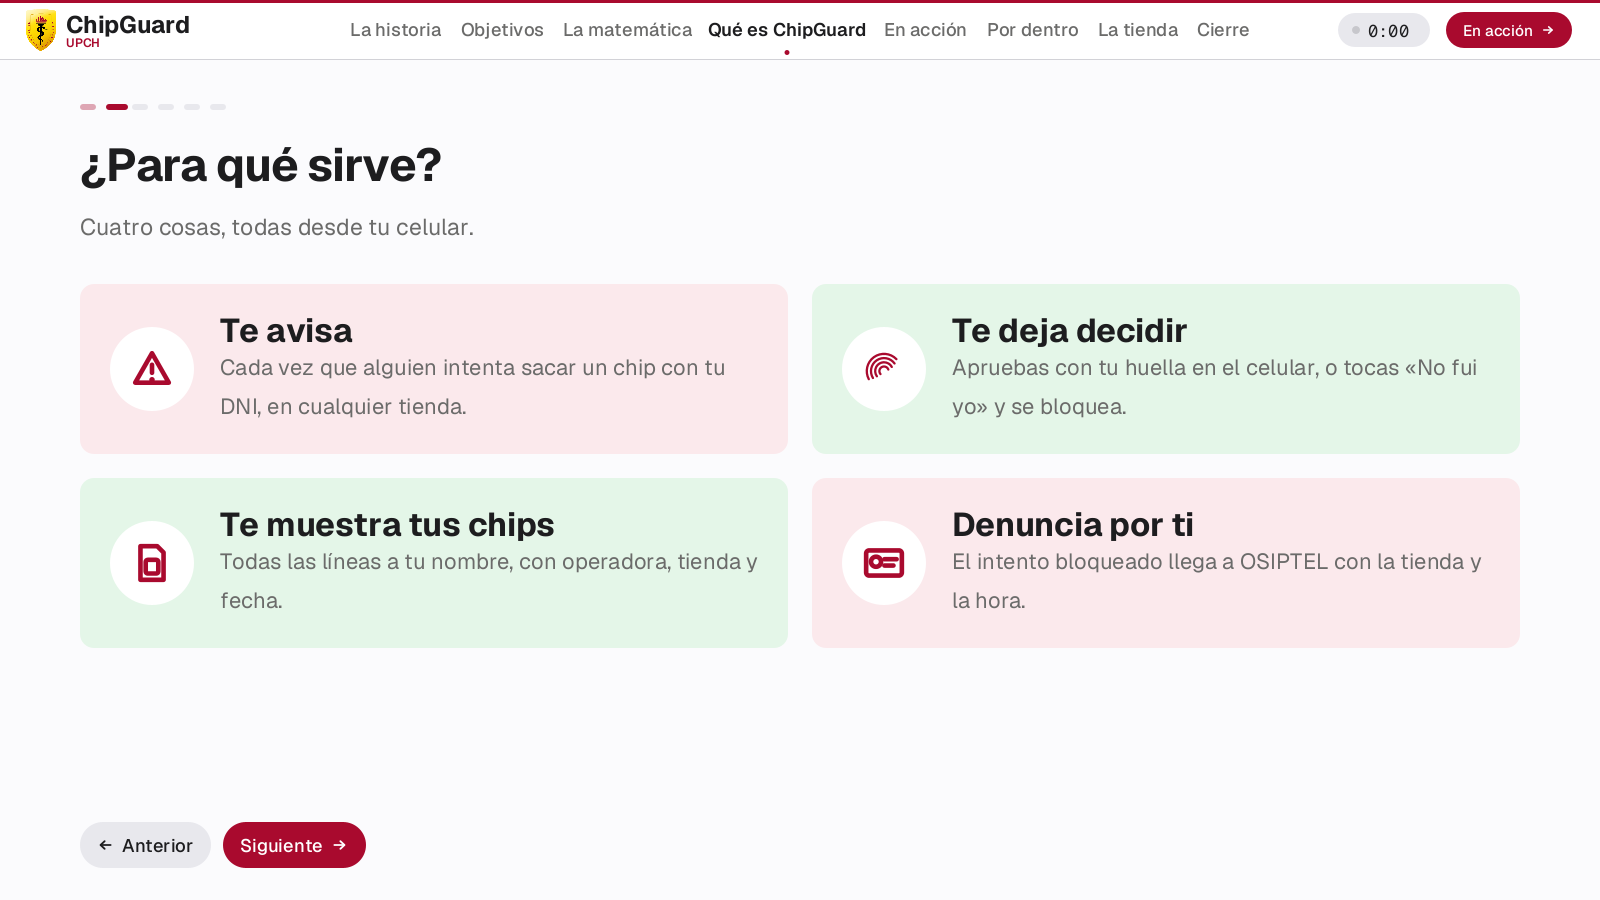 ChipGuard
UPCH
La historia
Objetivos
La matemática
Qué es ChipGuard
En acción
Por dentro
La tienda
Cierre
0:00
En acción →
¿Para qué sirve?
Cuatro cosas, todas desde tu celular.
Te avisa
Cada vez que alguien intenta sacar un chip con tu
DNI, en cualquier tienda.
Te deja decidir
Apruebas con tu huella en el celular, o tocas «No fui
yo» y se bloquea.
Te muestra tus chips
Todas las líneas a tu nombre, con operadora, tienda y
fecha.
Denuncia por ti
El intento bloqueado llega a OSIPTEL con la tienda y
la hora.
← Anterior
Siguiente →